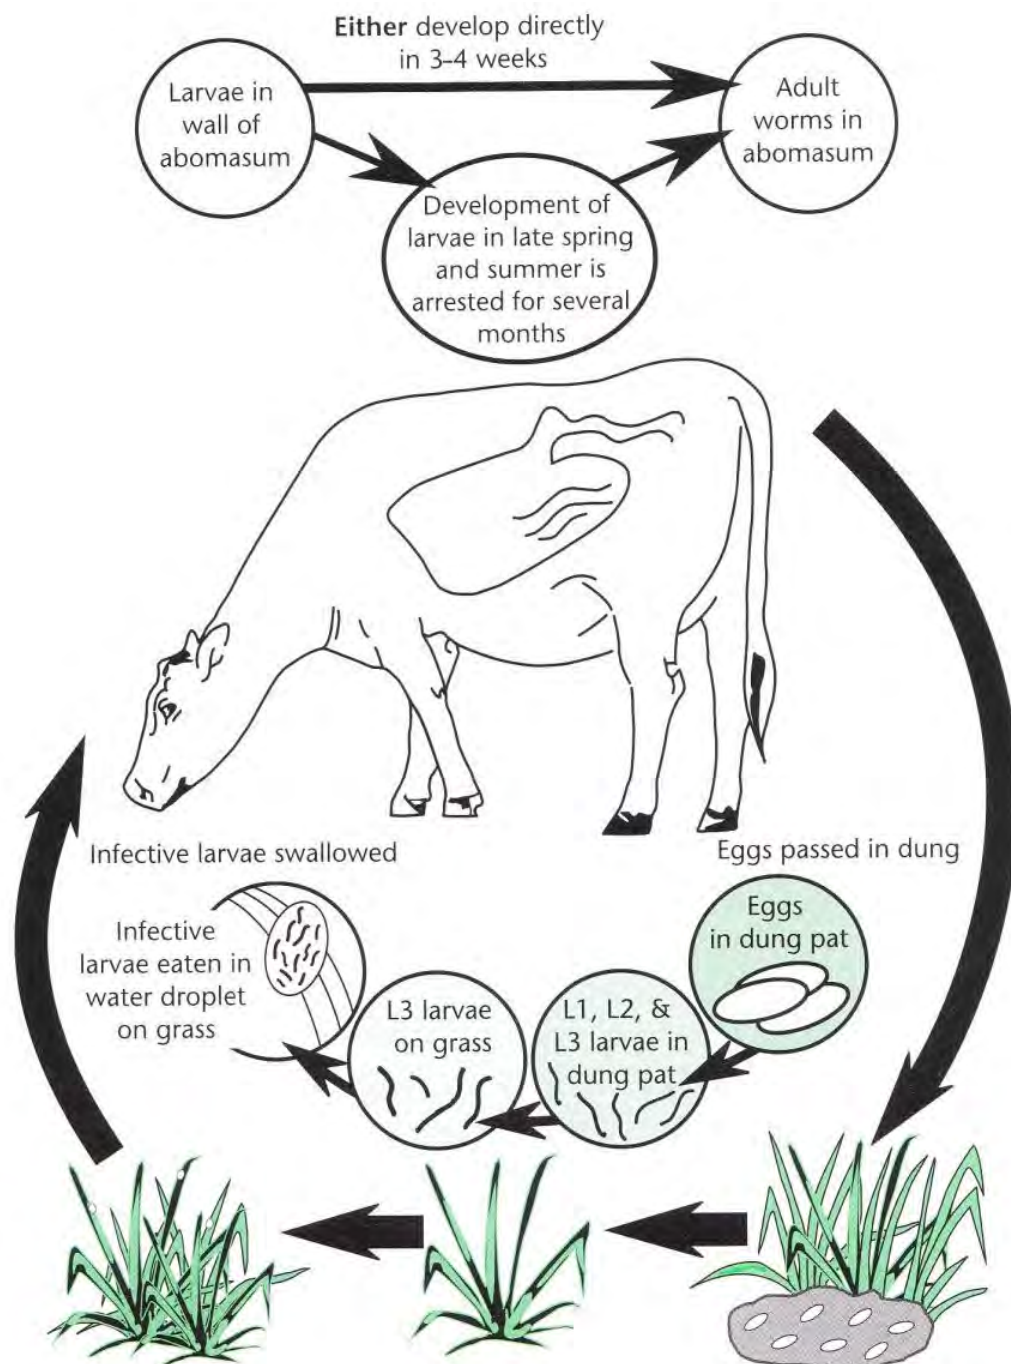 Either develop directly
in 3–4 weeks
Larvae in
wall of
abomasum
Adult
worms in
abomasum
Development of
larvae in late spring
and summer is
arrested for several
months
Infective larvae swallowed
Eggs passed in dung
Eggs
in dung pat
L1, L2, &
L3 larvae in
dung pat
L3 larvae
on grass
Infective
larvae eaten in
water droplet
on grass